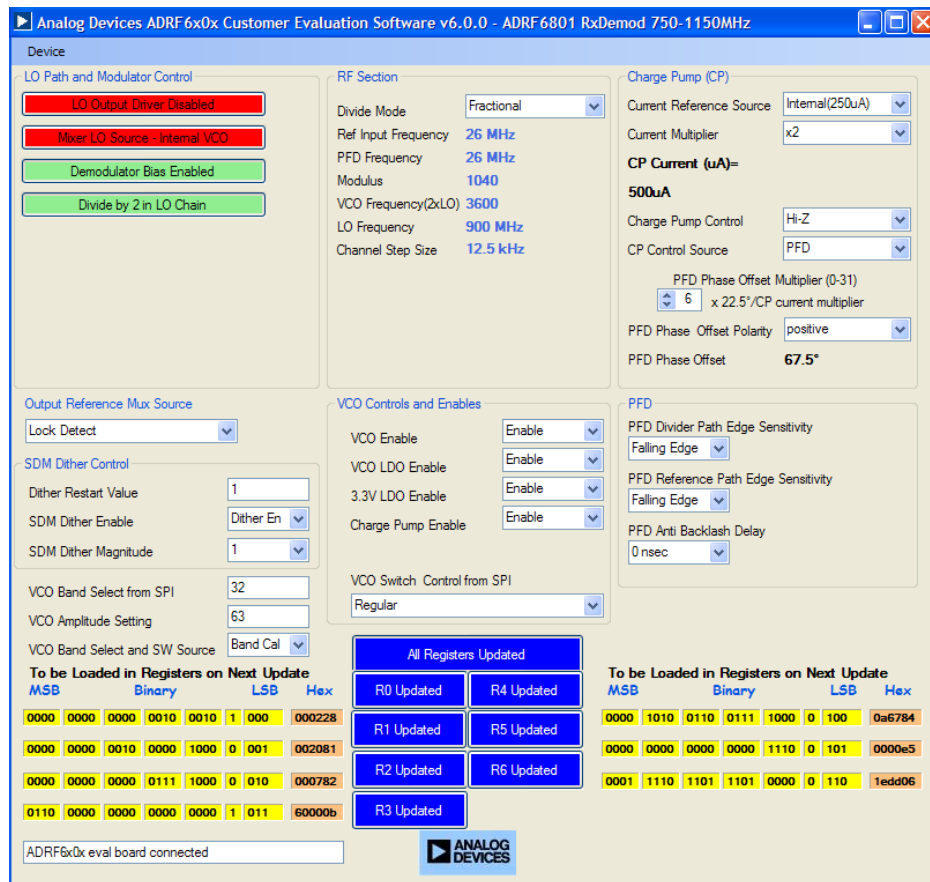 Analog Devices ADRF6x0x Customer Evaluation Software v6.0.0 - ADRF6801 RxDemod 750-1150MHz
Device
LO Path and Modulator Control
LO Output Driver Disabled
Mixer LO Source - Internal VCO
Demodulator Bias Enabled
Divide by 2 in LO Chain
RF Section
Divide Mode Fractional
Ref Input Frequency 26 MHz
PFD Frequency 26 MHz
Modulus 1040
VCO Frequency(2xLO) 3600
LO Frequency 900 MHz
Channel Step Size 12.5 kHz
Charge Pump (CP)
Current Reference Source Internal(250uA)
Current Multiplier x2
CP Current (uA)=
500uA
Charge Pump Control Hi-Z
CP Control Source PFD
PFD Phase Offset Multiplier (0-31)
6 x 22.5°/CP current multiplier
PFD Phase Offset Polarity positive
PFD Phase Offset 67.5°
Output Reference Mux Source
Lock Detect
SDM Dither Control
Dither Restart Value 1
SDM Dither Enable Dither En
SDM Dither Magnitude 1
VCO Band Select from SPI 32
VCO Amplitude Setting 63
VCO Band Select and SW Source Band Cal
VCO Controls and Enables
VCO Enable Enable
VCO LDO Enable Enable
3.3V LDO Enable Enable
Charge Pump Enable Enable
VCO Switch Control from SPI
Regular
PFD
PFD Divider Path Edge Sensitivity
Falling Edge
PFD Reference Path Edge Sensitivity
Falling Edge
PFD Anti Backlash Delay
0 nsec
To be Loaded in Registers on Next Update
MSB Binary LSB Hex
0000 0000 0000 0010 0010 1 000 000228
0000 0000 0010 0000 1000 0 001 002081
0000 0000 0000 0111 1000 0 010 000782
0110 0000 0000 0000 0000 1 011 60000b
All Registers Updated
R0 Updated R4 Updated
R1 Updated R5 Updated
R2 Updated R6 Updated
R3 Updated
To be Loaded in Registers on Next Update
MSB Binary LSB Hex
0000 1010 0110 0111 1000 0 100 0a6784
0000 0000 0000 0000 1110 0 101 0000e5
0001 1110 1101 1101 0000 0 110 1edd06
ADRF6x0x eval board connected
ANALOG
DEVICES